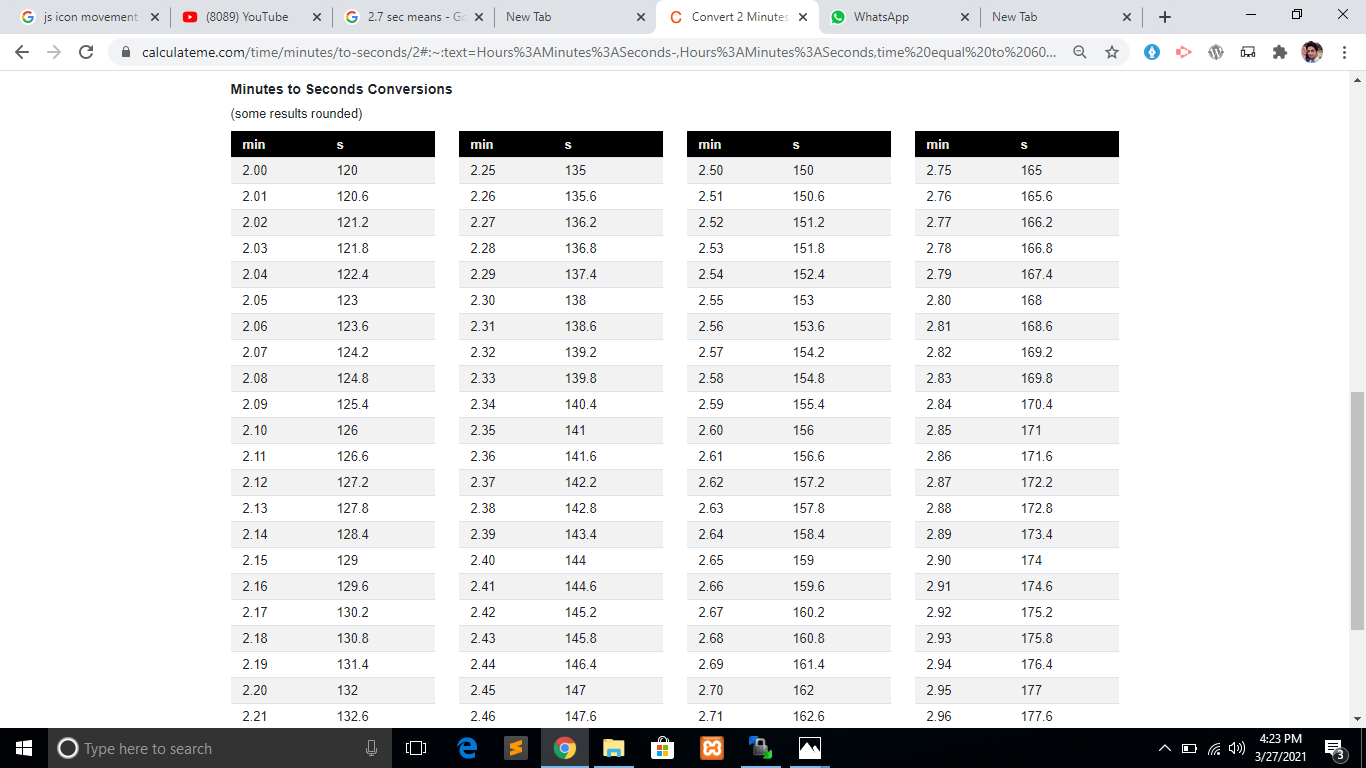 js icon movement
(8089) YouTube
2.7 sec means - Go
New Tab
Convert 2 Minutes
WhatsApp
New Tab
calculateme.com/time/minutes/to-seconds/2#:~:text=Hours%3AMinutes%3ASeconds-,Hours%3AMinutes%3ASeconds,time%20equal%20to%2060...
Minutes to Seconds Conversions
(some results rounded)
min s min s min s min s
2.00 120 2.25 135 2.50 150 2.75 165
2.01 120.6 2.26 135.6 2.51 150.6 2.76 165.6
2.02 121.2 2.27 136.2 2.52 151.2 2.77 166.2
2.03 121.8 2.28 136.8 2.53 151.8 2.78 166.8
2.04 122.4 2.29 137.4 2.54 152.4 2.79 167.4
2.05 123 2.30 138 2.55 153 2.80 168
2.06 123.6 2.31 138.6 2.56 153.6 2.81 168.6
2.07 124.2 2.32 139.2 2.57 154.2 2.82 169.2
2.08 124.8 2.33 139.8 2.58 154.8 2.83 169.8
2.09 125.4 2.34 140.4 2.59 155.4 2.84 170.4
2.10 126 2.35 141 2.60 156 2.85 171
2.11 126.6 2.36 141.6 2.61 156.6 2.86 171.6
2.12 127.2 2.37 142.2 2.62 157.2 2.87 172.2
2.13 127.8 2.38 142.8 2.63 157.8 2.88 172.8
2.14 128.4 2.39 143.4 2.64 158.4 2.89 173.4
2.15 129 2.40 144 2.65 159 2.90 174
2.16 129.6 2.41 144.6 2.66 159.6 2.91 174.6
2.17 130.2 2.42 145.2 2.67 160.2 2.92 175.2
2.18 130.8 2.43 145.8 2.68 160.8 2.93 175.8
2.19 131.4 2.44 146.4 2.69 161.4 2.94 176.4
2.20 132 2.45 147 2.70 162 2.95 177
2.21 132.6 2.46 147.6 2.71 162.6 2.96 177.6
Type here to search
4:23 PM
3/27/2021
3